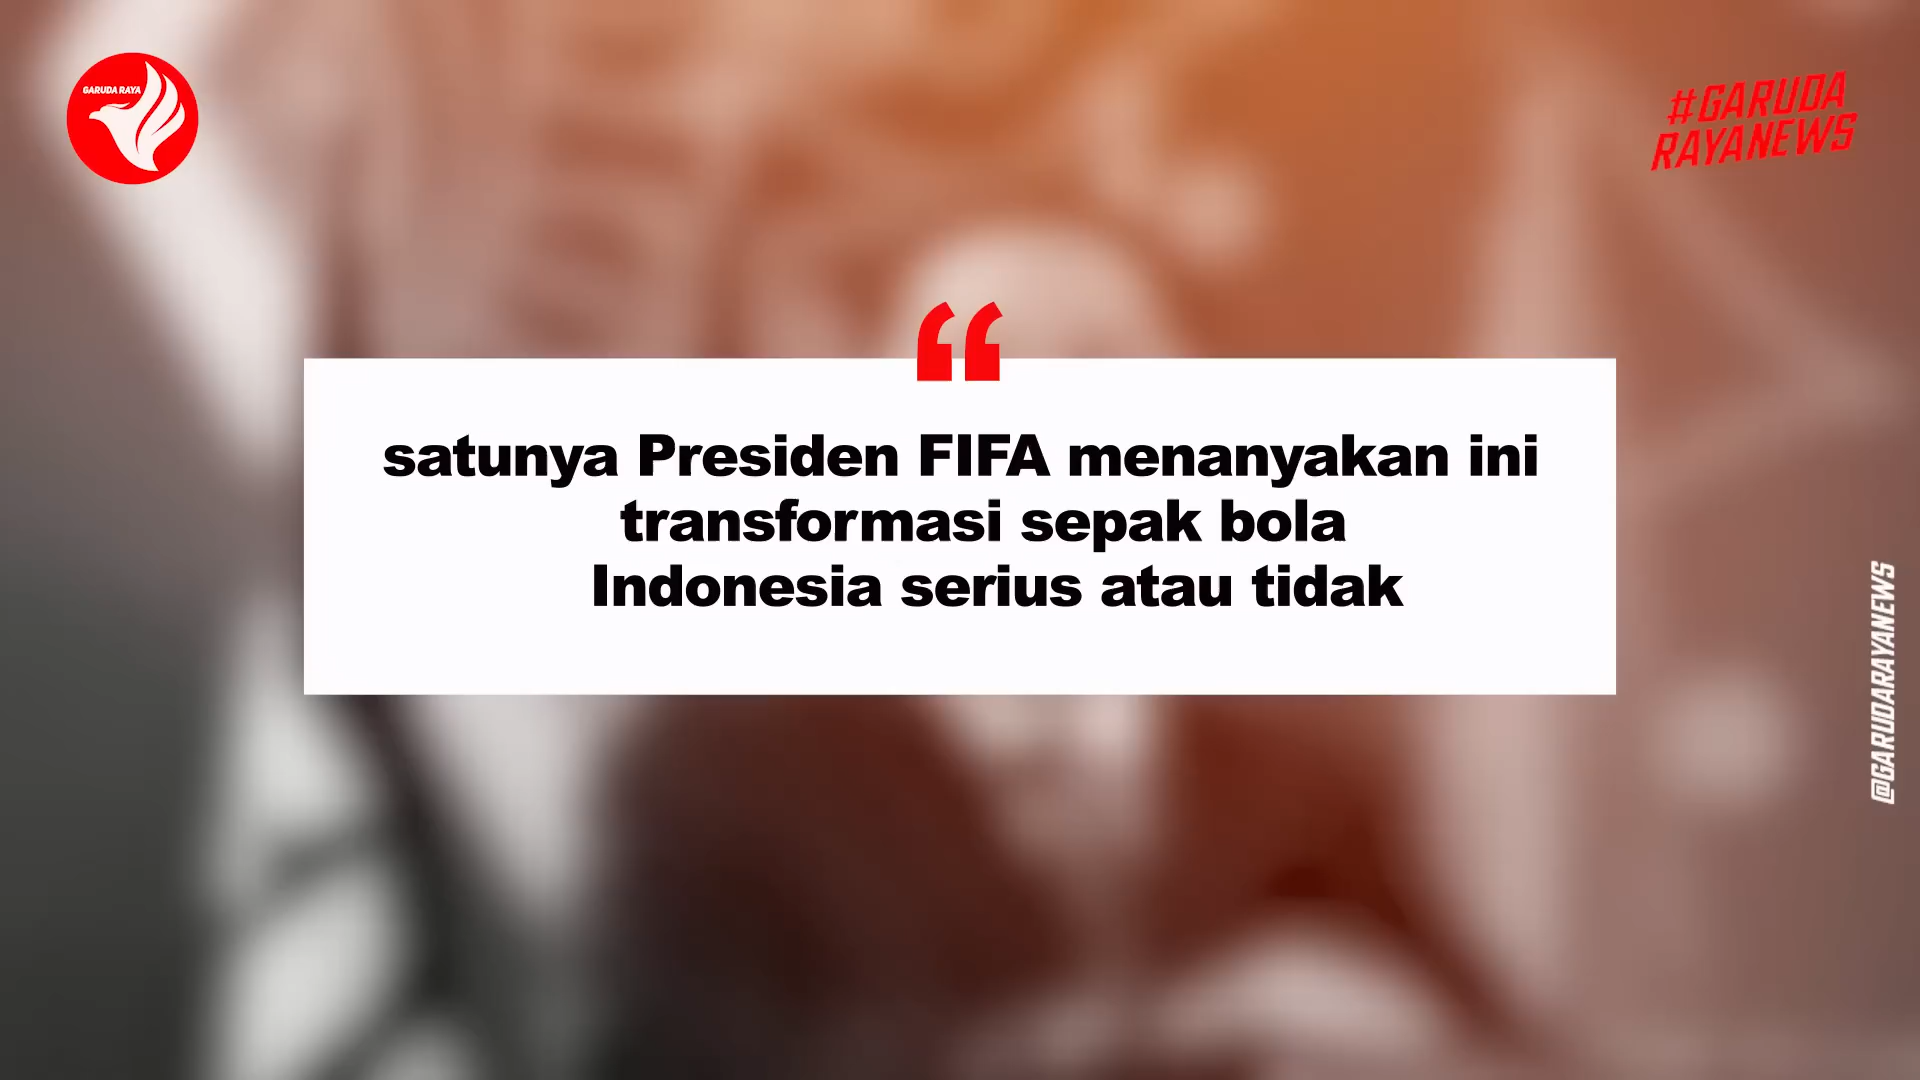 GARUDA RAYA
#GARUDA
RAYANEWS
“
satunya Presiden FIFA menanyakan ini
transformasi sepak bola
Indonesia serius atau tidak
@GARUDARAYANEWS